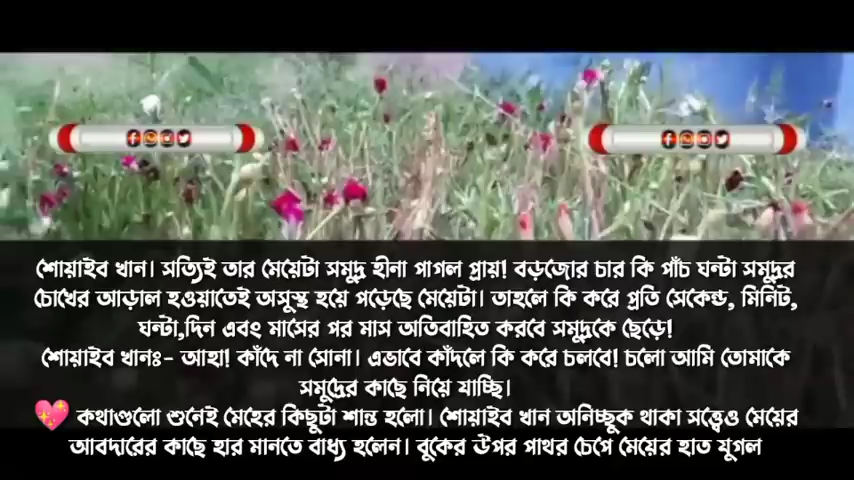 শোয়াইব খান। সত্যিই তার মেয়েটা সমুদ্র হীনা পাগল প্রায়! বড়জোর চার কি পাঁচ ঘন্টা সমুদ্রর
চোখের আড়াল হওয়াতেই অসুস্থ হয়ে পড়েছে মেয়েটা। তাহলে কি করে প্রতি সেকেন্ড, মিনিট,
ঘন্টা,দিন এবং মাসের পর মাস অতিবাহিত করবে সমুদ্রকে ছেড়ে!
শোয়াইব খানঃ- আহা! কাঁদে না সোনা। এভাবে কাঁদলে কি করে চলবে! চলো আমি তোমাকে
সমুদ্রের কাছে নিয়ে যাচ্ছি।
💖 কথাগুলো শুনেই মেহের কিছুটা শান্ত হলো। শোয়াইব খান অনিচ্ছুক থাকা সত্ত্বেও মেয়ের
আবদারের কাছে হার মানতে বাধ্য হলেন। বুকের উপর পাথর চেপে মেয়ের হাত যুগল